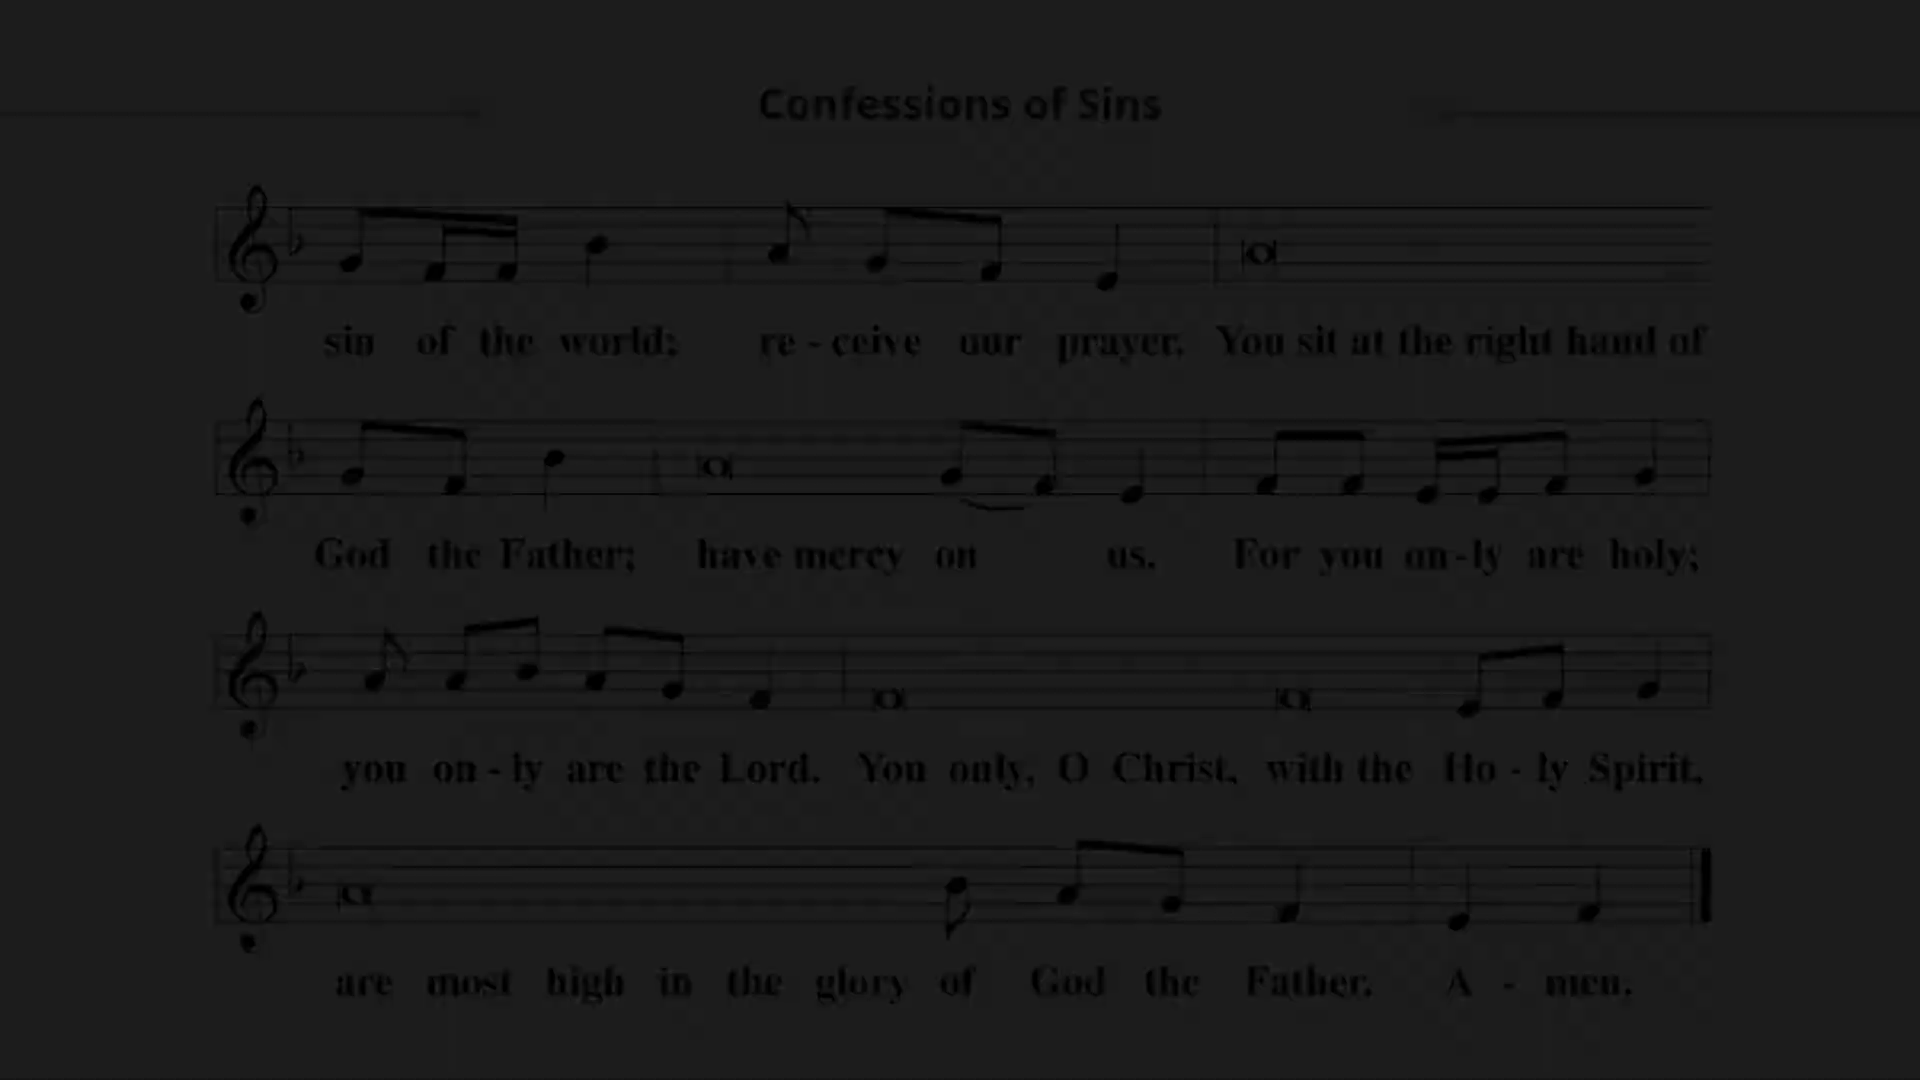 Confessions of Sins
sin of the world; re - ceive our prayer. You sit at the right hand of
God the Father; have mercy on us. For you on - ly are holy;
you on - ly are the Lord. You only, O Christ, with the Ho - ly Spirit,
are most high in the glory of God the Father. A - men.